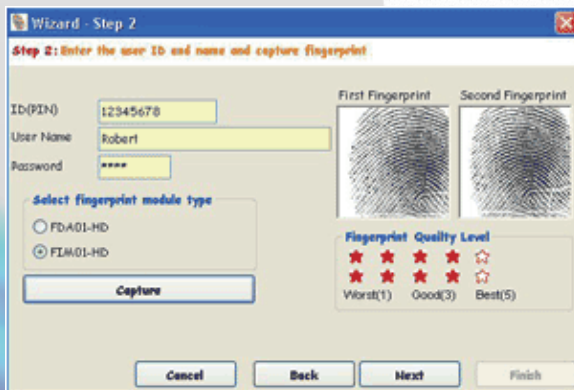 Wizard - Step 2
Step 2: Enter the user ID end name and capture fingerprint
First Fingerprint Second Fingerprint
ID(PIN) 12345678
User Name Robert
Password ****
Select fingerprint module type
FDA01-HD
FIM01-HD
Capture
Fingerprint Quality Level
Worst(1) Good(3) Best(5)
Cancel Back Next Finish